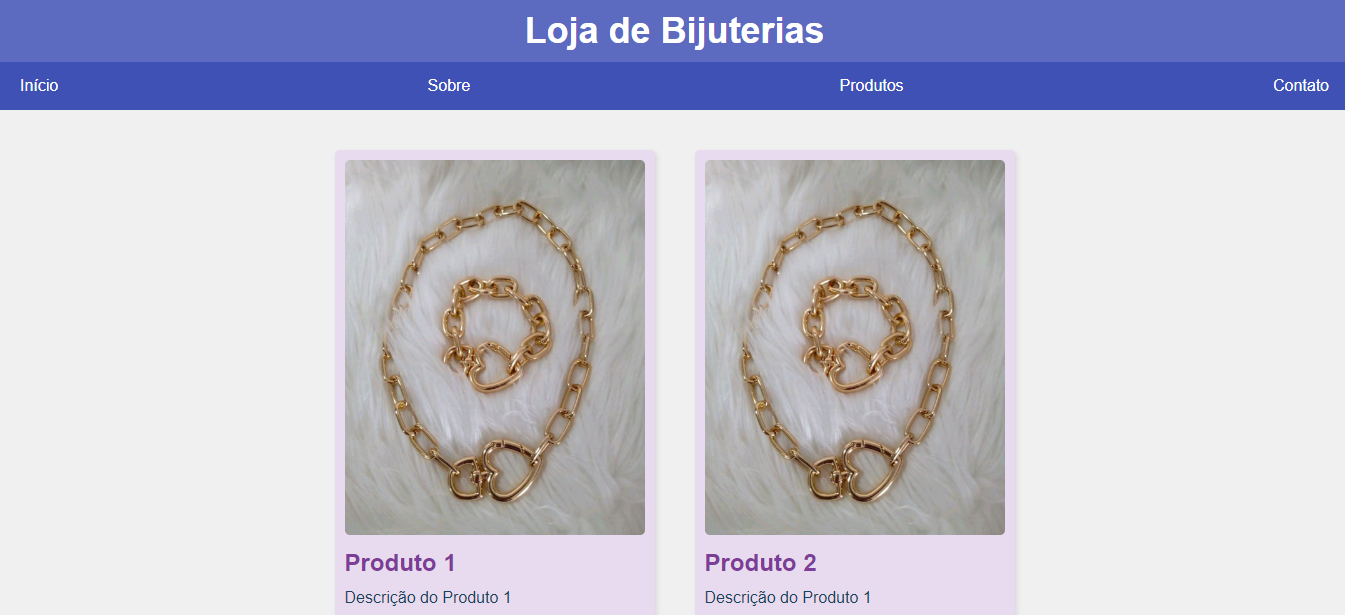 Loja de Bijuterias
Início Sobre Produtos Contato
Produto 1
Descrição do Produto 1
Produto 2
Descrição do Produto 1